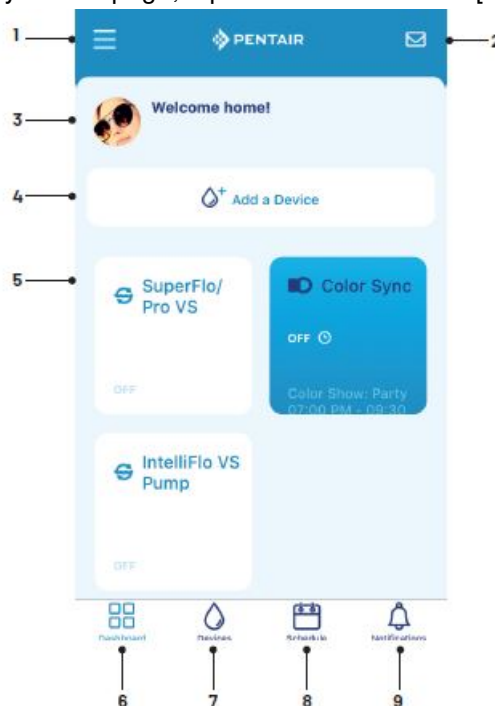 1
PENTAIR
2
3
Welcome home!
4
Add a Device
5
SuperFlo/
Pro VS
OFF
Color Sync
OFF
Color Show: Party
07:00 PM - 09:30
IntelliFlo VS
Pump
OFF
Dashboard
Devices
Schedule
Notifications
6
7
8
9